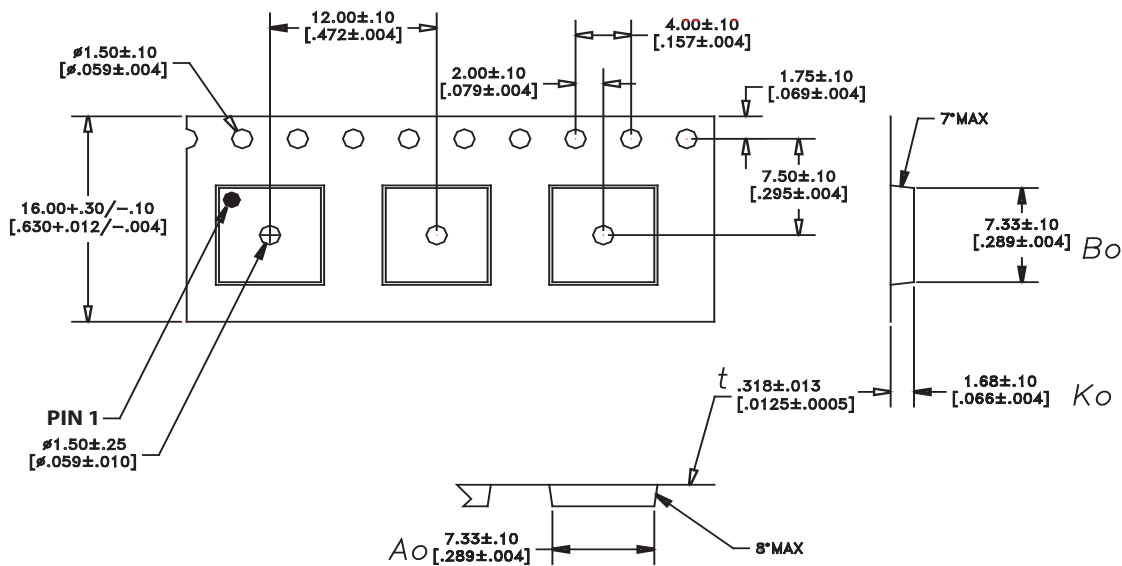 12.00±.10
[.472±.004]
4.00±.10
[.157±.004]
ø1.50±.10
[ø.059±.004]
2.00±.10
[.079±.004]
1.75±.10
[.069±.004]
7°MAX
7.50±.10
[.295±.004]
16.00+.30/-.10
[.630+.012/-.004]
7.33±.10
[.289±.004]
Bo
t
.318±.013
[.0125±.0005]
1.68±.10
[.066±.004]
Ko
PIN 1
ø1.50±.25
[ø.059±.010]
Ao
7.33±.10
[.289±.004]
8°MAX